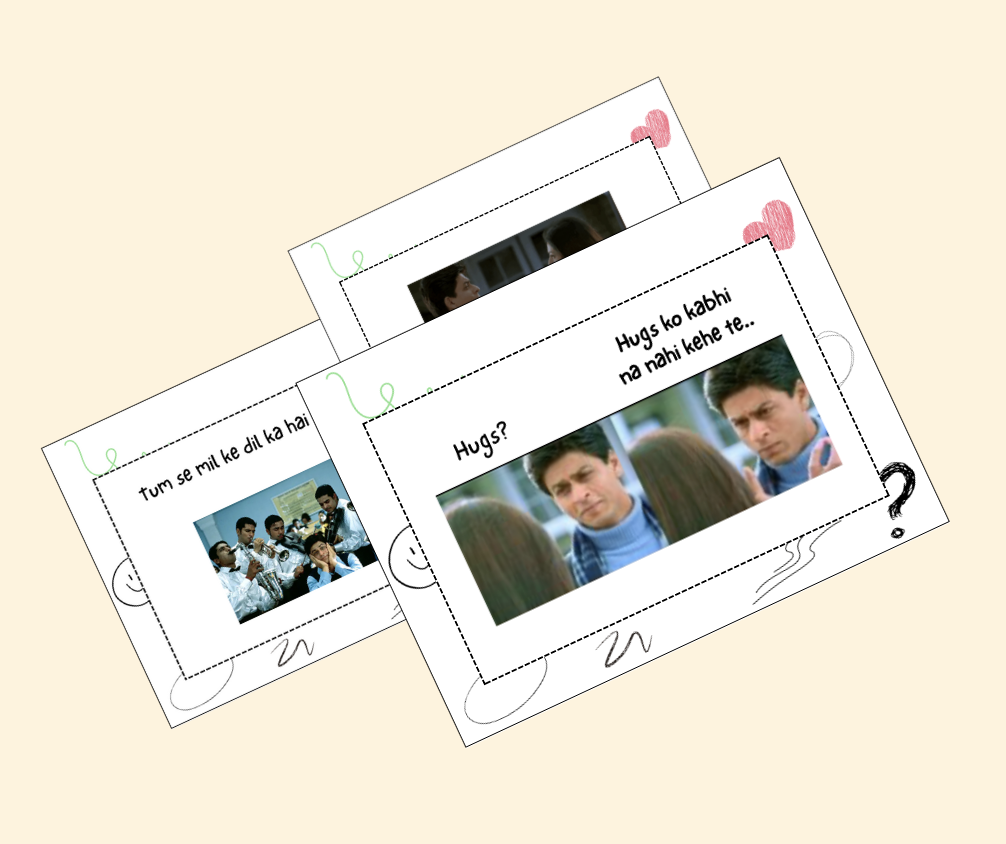 Tum se mil ke dil ka hai
Hugs?
Hugs ko kabhi
na nahi kehe te..
?